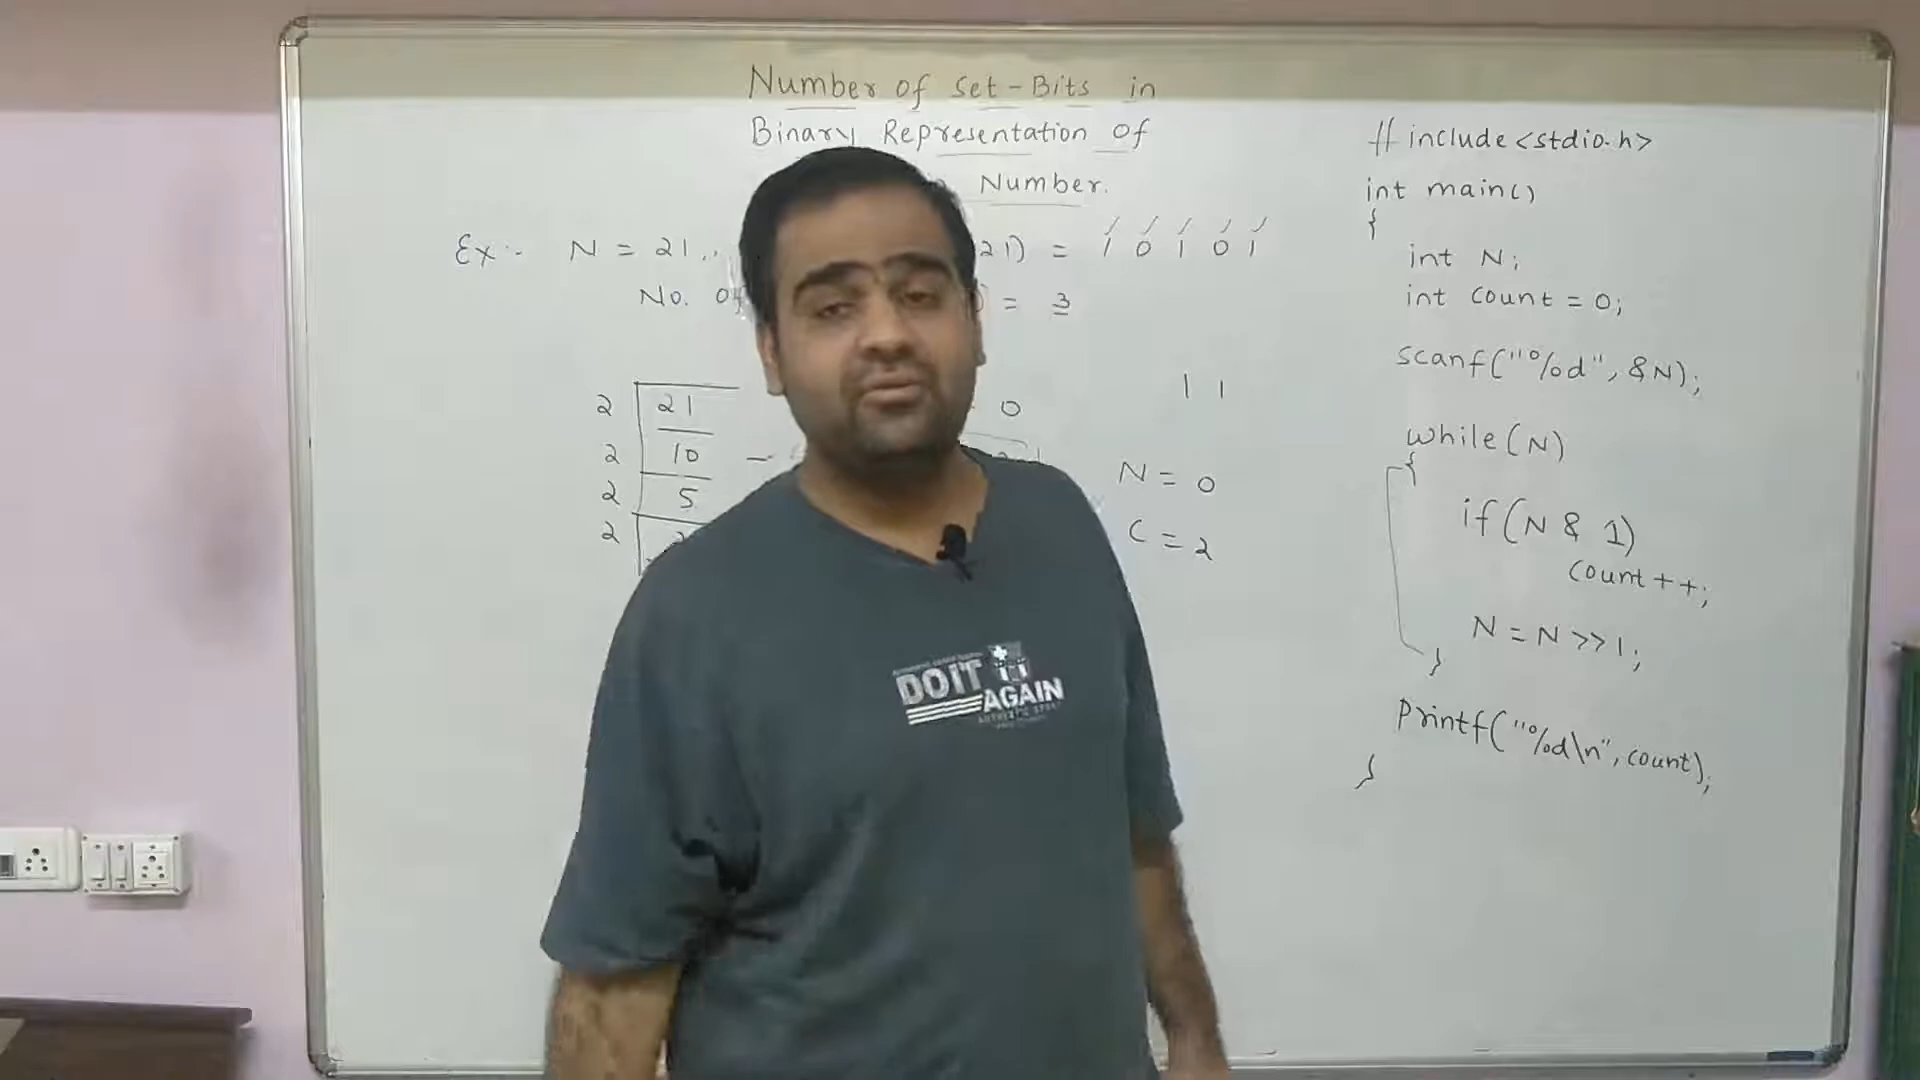 Number of Set-Bits in
Binary Representation of
Number.
Ex:- N = 21.. 21) = 1 0 1 0 1
No. of ) = 3
2 21
2 10 -
2 5
2
0
1 1
N = 0
C = 2
#include<stdio.h>
int main()
{
int N;
int count = 0;
scanf("%d", &N);
while(N)
{
if(N & 1)
count++;
N = N >> 1;
}
Printf("%d\n", count);
}
DO IT
AGAIN